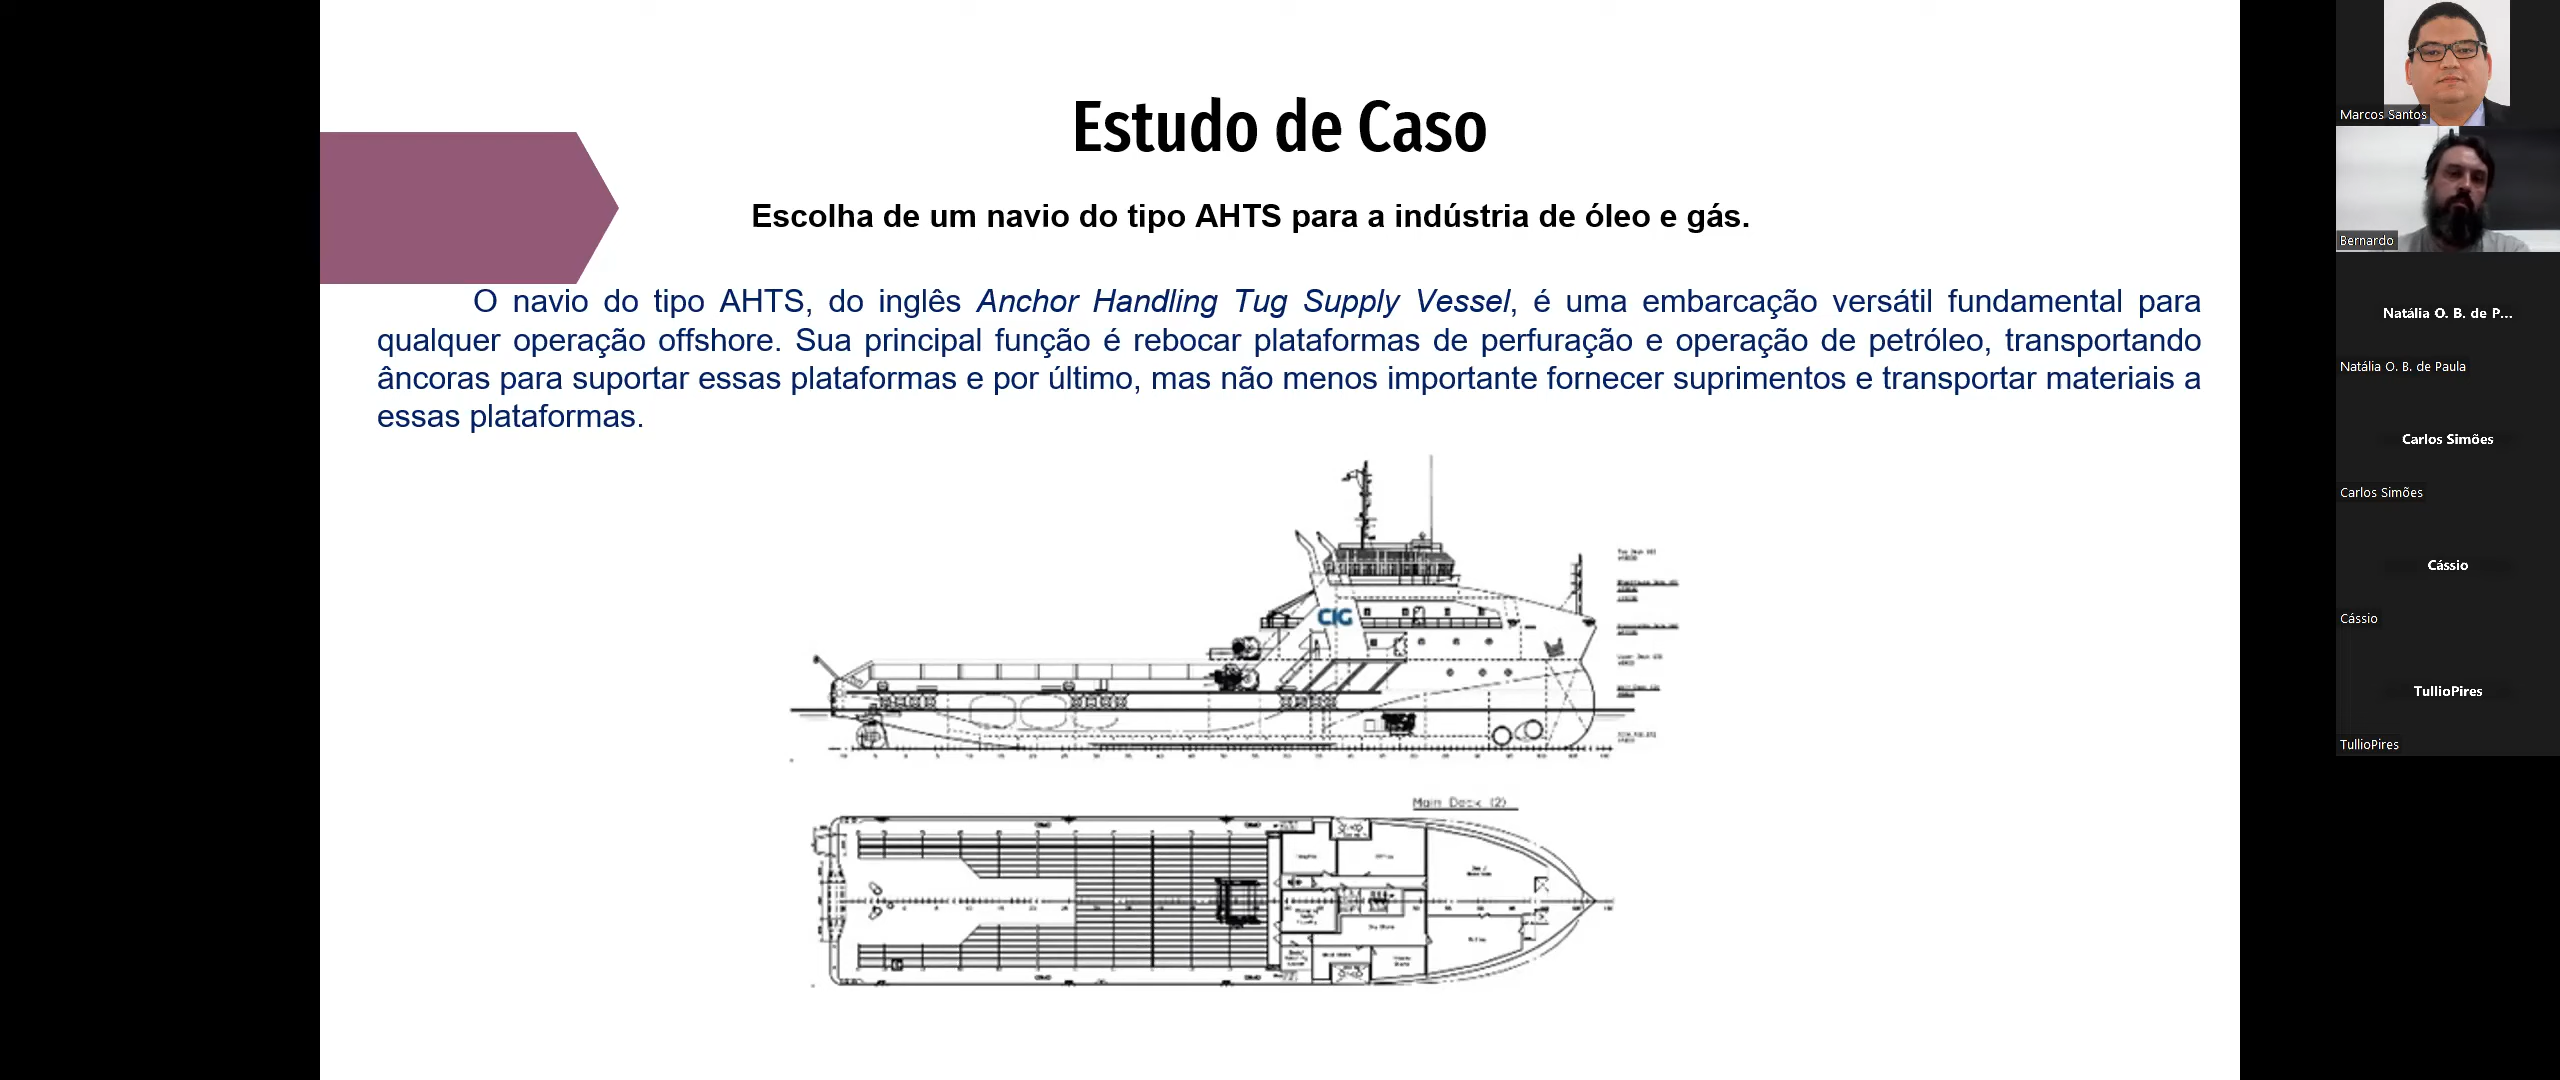 Estudo de Caso
Escolha de um navio do tipo AHTS para a indústria de óleo e gás.
O navio do tipo AHTS, do inglês Anchor Handling Tug Supply Vessel, é uma embarcação versátil fundamental para
qualquer operação offshore. Sua principal função é rebocar plataformas de perfuração e operação de petróleo, transportando
âncoras para suportar essas plataformas e por último, mas não menos importante fornecer suprimentos e transportar materiais a
essas plataformas.
CIG
Main Deck (2)
Marcos Santos
Bernardo
Natália O. B. de P...
Natália O. B. de Paula
Carlos Simões
Carlos Simões
Cássio
Cássio
TullioPires
TullioPires